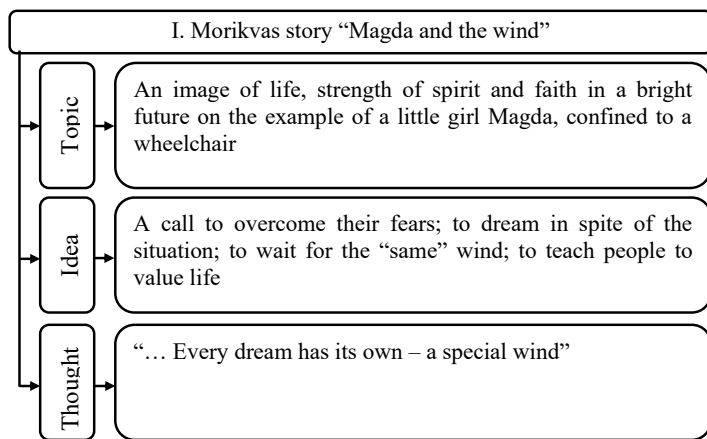 I. Morikvas story “Magda and the wind”
Topic
An image of life, strength of spirit and faith in a bright
future on the example of a little girl Magda, confined to a
wheelchair
Idea
A call to overcome their fears; to dream in spite of the
situation; to wait for the “same” wind; to teach people to
value life
Thought
“… Every dream has its own – a special wind”